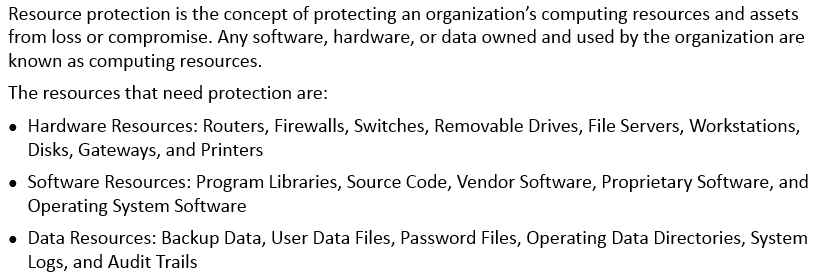 Resource protection is the concept of protecting an organization’s computing resources and assets
from loss or compromise. Any software, hardware, or data owned and used by the organization are
known as computing resources.
The resources that need protection are:
• Hardware Resources: Routers, Firewalls, Switches, Removable Drives, File Servers, Workstations,
Disks, Gateways, and Printers
• Software Resources: Program Libraries, Source Code, Vendor Software, Proprietary Software, and
Operating System Software
• Data Resources: Backup Data, User Data Files, Password Files, Operating Data Directories, System
Logs, and Audit Trails